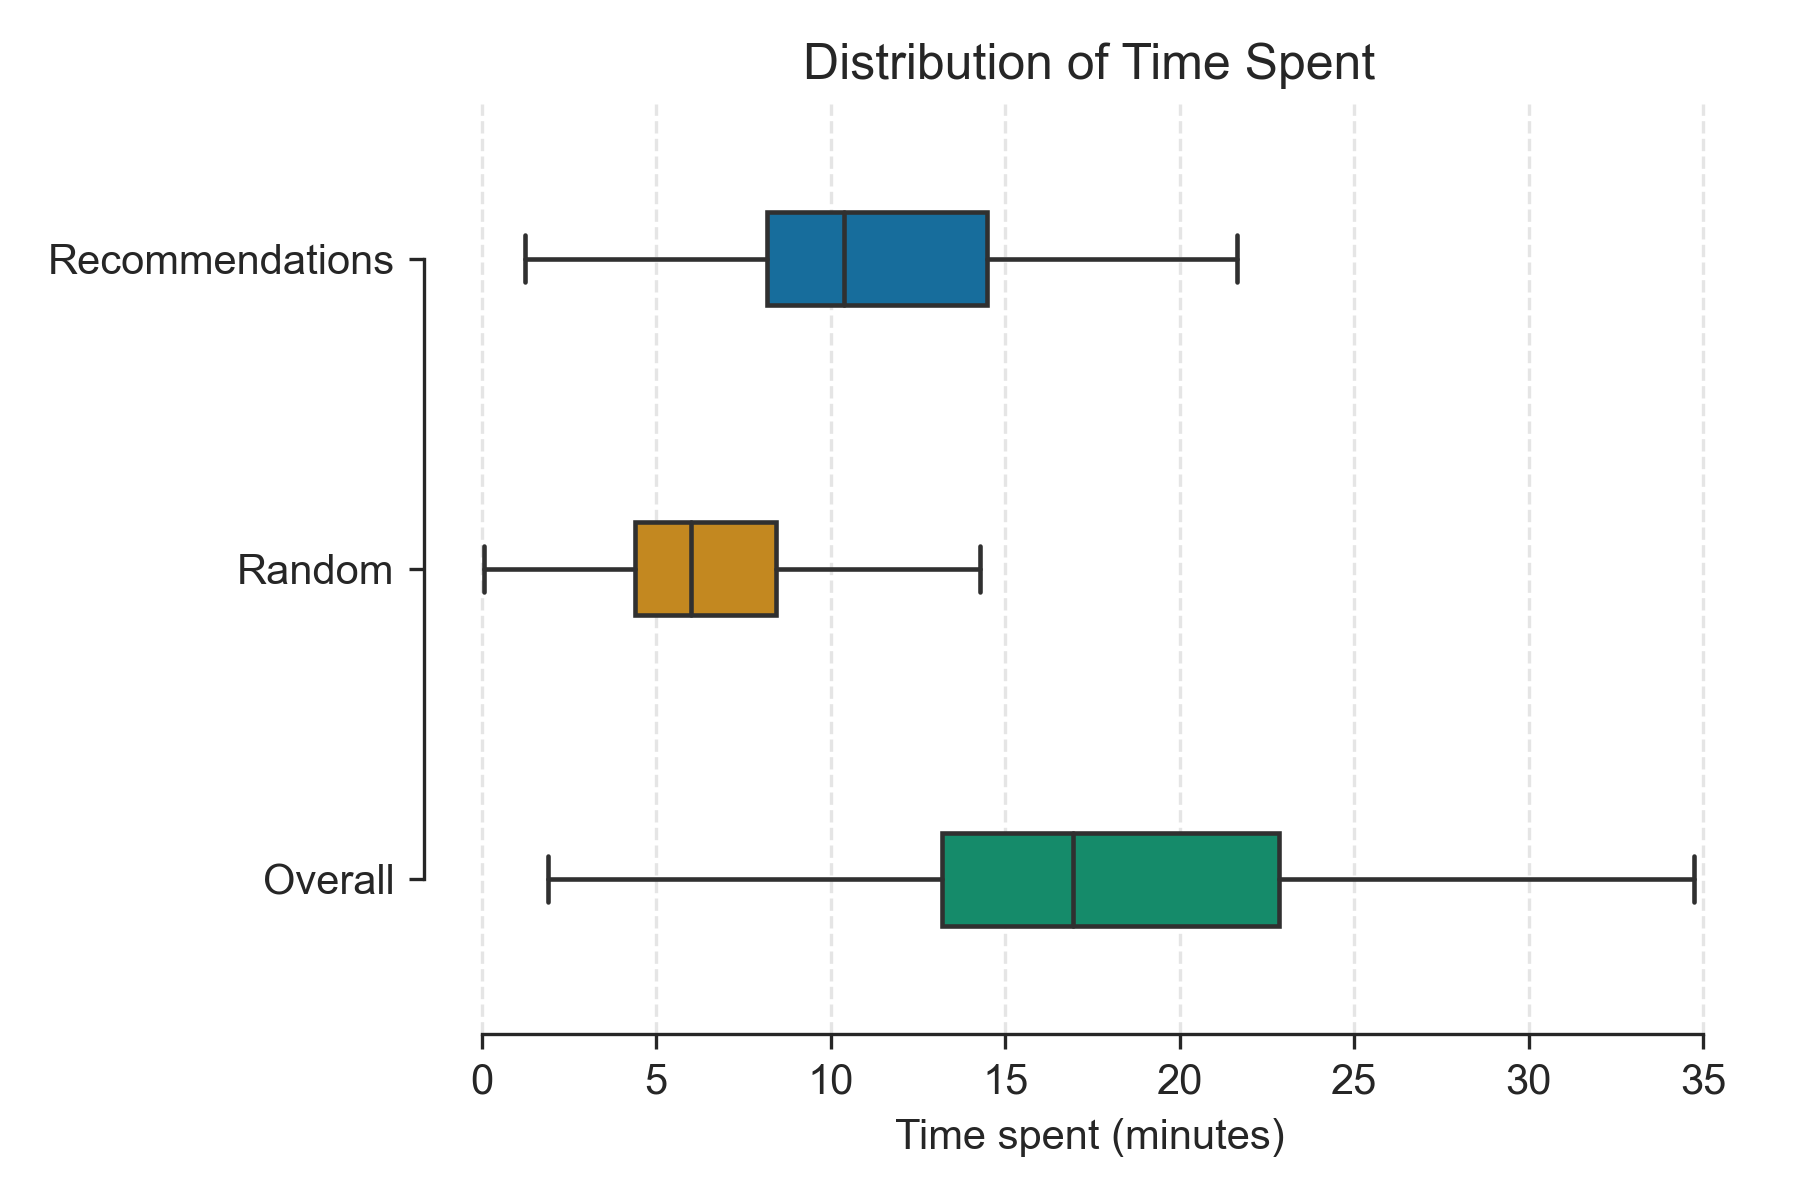 Distribution of Time Spent
Recommendations
Random
Overall
0 5 10 15 20 25 30 35
Time spent (minutes)